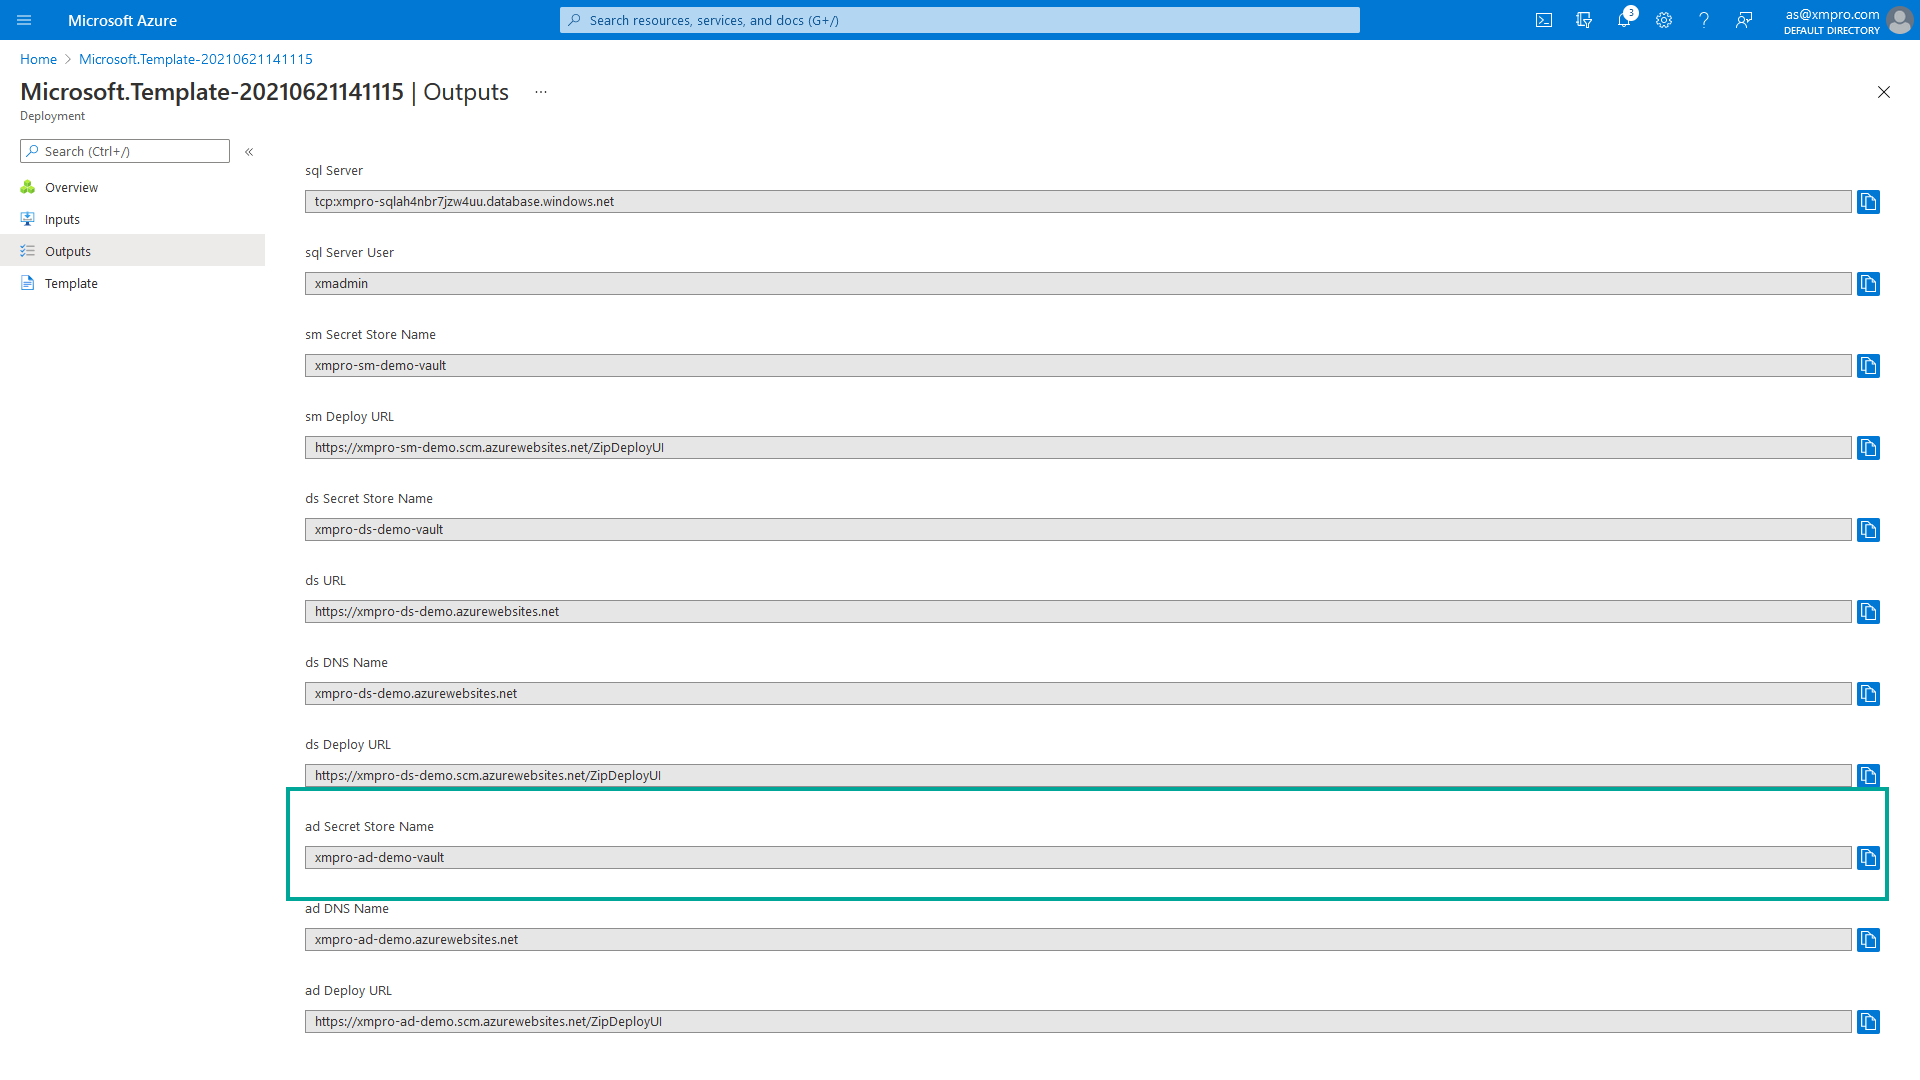 Microsoft Azure
Search resources, services, and docs (G+/)
3
as@xmpro.com
DEFAULT DIRECTORY
Home > Microsoft.Template-20210621141115
Microsoft.Template-20210621141115 | Outputs ...
Deployment
Search (Ctrl+/) «
Overview
Inputs
Outputs
Template
sql Server
tcp:xmpro-sqlah4nbr7jzw4uu.database.windows.net
sql Server User
xmadmin
sm Secret Store Name
xmpro-sm-demo-vault
sm Deploy URL
https://xmpro-sm-demo.scm.azurewebsites.net/ZipDeployUI
ds Secret Store Name
xmpro-ds-demo-vault
ds URL
https://xmpro-ds-demo.azurewebsites.net
ds DNS Name
xmpro-ds-demo.azurewebsites.net
ds Deploy URL
https://xmpro-ds-demo.scm.azurewebsites.net/ZipDeployUI
ad Secret Store Name
xmpro-ad-demo-vault
ad DNS Name
xmpro-ad-demo.azurewebsites.net
ad Deploy URL
https://xmpro-ad-demo.scm.azurewebsites.net/ZipDeployUI